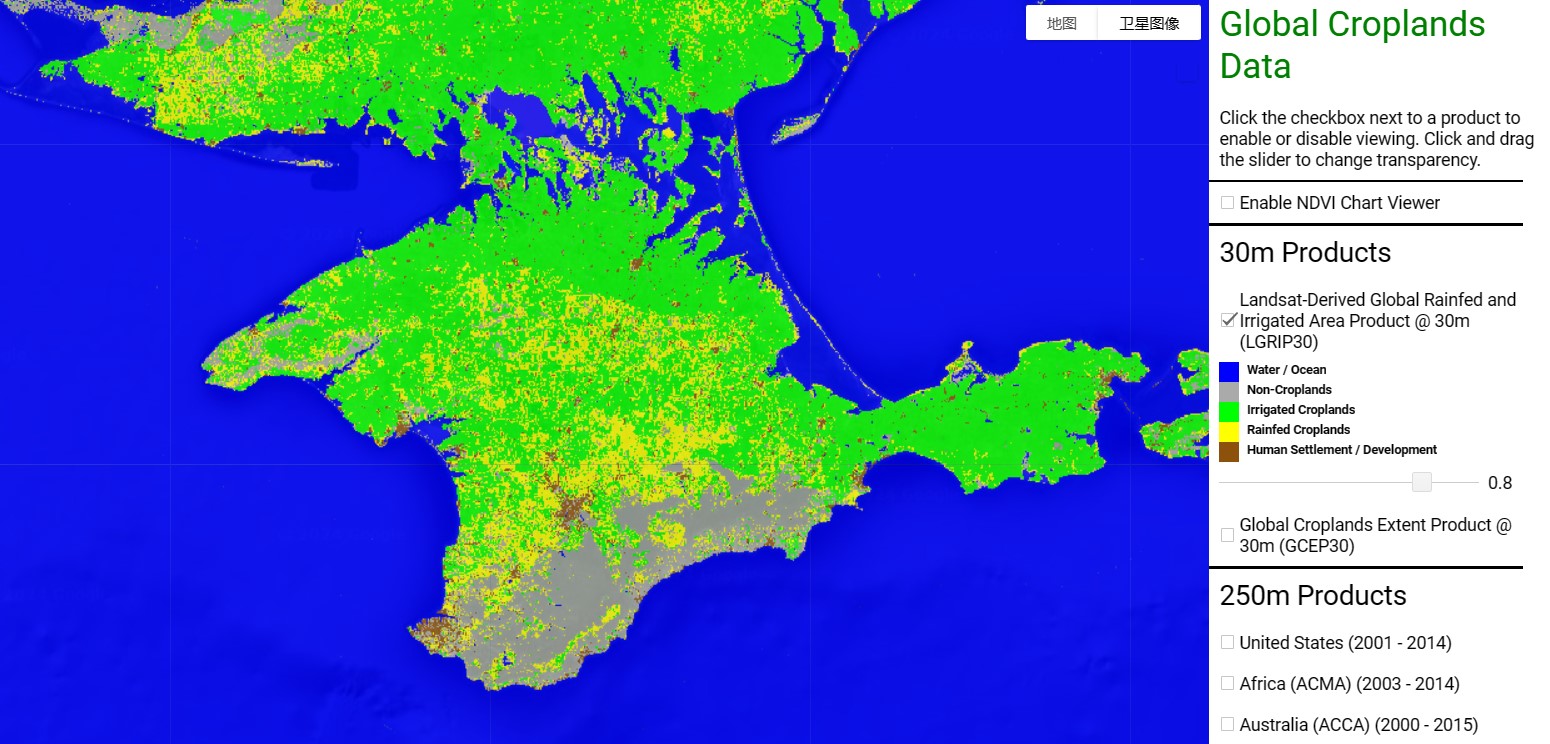 地图
卫星图像
Global Croplands
Data
Click the checkbox next to a product to
enable or disable viewing. Click and drag
the slider to change transparency.
Enable NDVI Chart Viewer
30m Products
Landsat-Derived Global Rainfed and
Irrigated Area Product @ 30m
(LGRIP30)
Water / Ocean
Non-Croplands
Irrigated Croplands
Rainfed Croplands
Human Settlement / Development
0.8
Global Croplands Extent Product @
30m (GCEP30)
250m Products
United States (2001 - 2014)
Africa (ACMA) (2003 - 2014)
Australia (ACCA) (2000 - 2015)